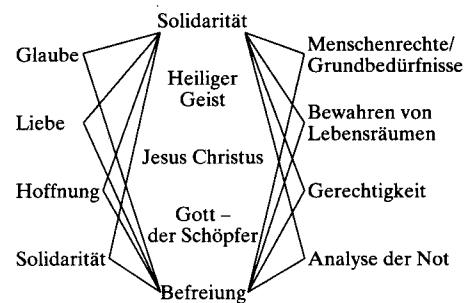 Solidarität
Glaube
Menschenrechte/
Grundbedürfnisse
Heiliger
Geist
Liebe
Bewahren von
Lebensräumen
Jesus Christus
Hoffnung
Gerechtigkeit
Gott –
der Schöpfer
Solidarität
Analyse der Not
Befreiung